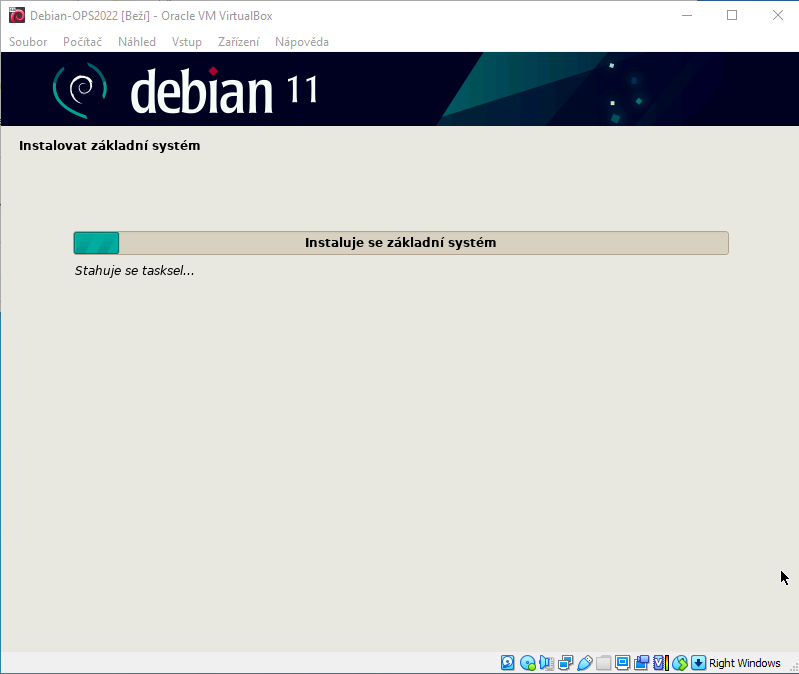 Debian-OPS2022 [Beží] - Oracle VM VirtualBox
Soubor Počítač Náhled Vstup Zařízení Nápověda
debian 11
Instalovat základní systém
Instaluje se základní systém
Stahuje se tasksel...
Right Windows